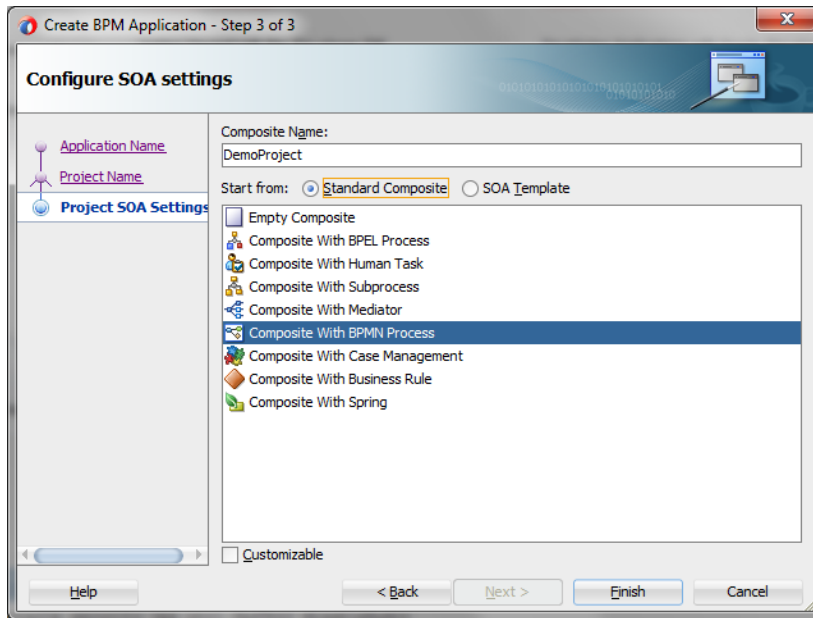 Create BPM Application - Step 3 of 3
Configure SOA settings
Application Name
Project Name
Project SOA Settings
Composite Name:
DemoProject
Start from: Standard Composite SOA Template
Empty Composite
Composite With BPEL Process
Composite With Human Task
Composite With Subprocess
Composite With Mediator
Composite With BPMN Process
Composite With Case Management
Composite With Business Rule
Composite With Spring
Customizable
Help < Back Next > Finish Cancel